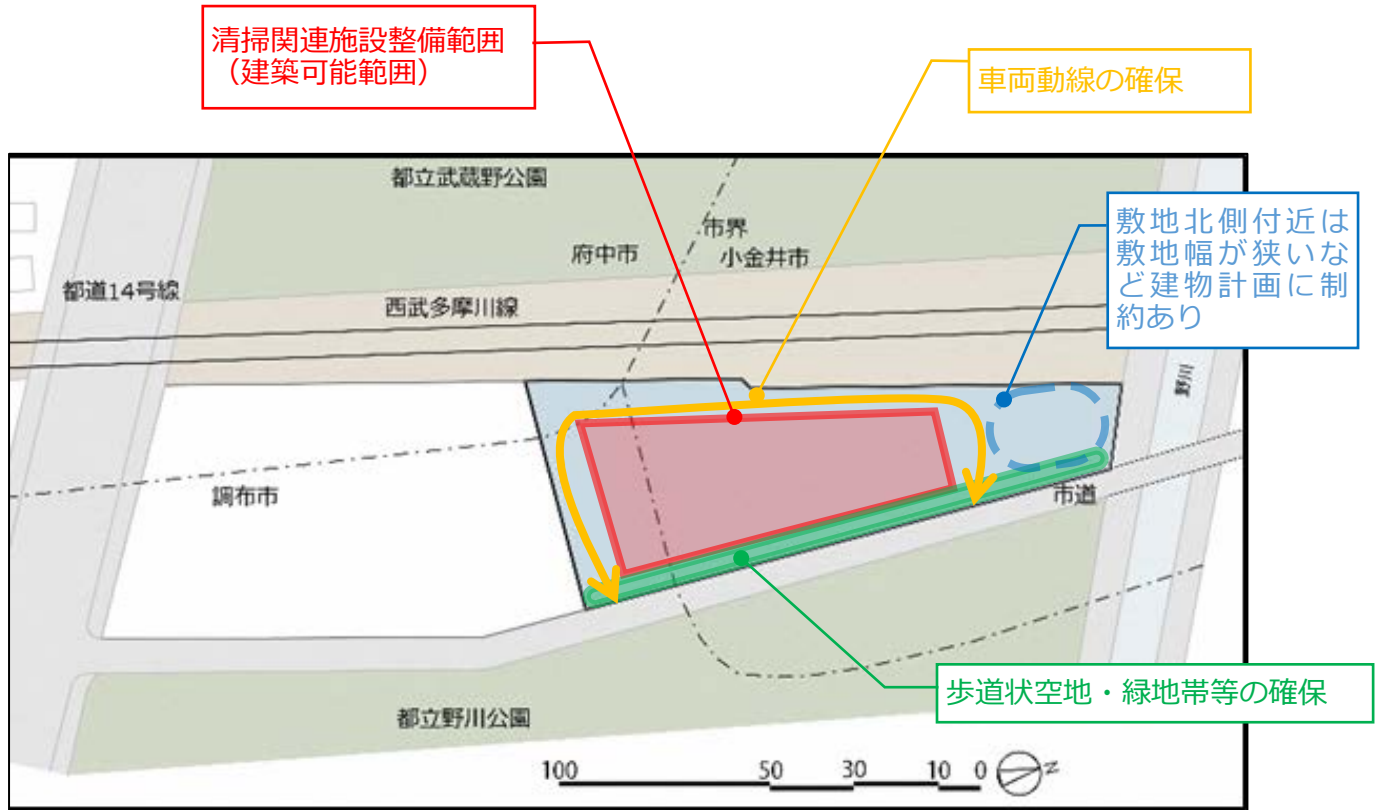 清掃関連施設整備範囲
（建築可能範囲）
車両動線の確保
都立武蔵野公園
市界
府中市
小金井市
敷地北側付近は
敷地幅が狭いな
ど建物計画に制
約あり
都道14号線
西武多摩川線
野川
調布市
市道
歩道状空地・緑地帯等の確保
都立野川公園
100 50 30 10 0 N